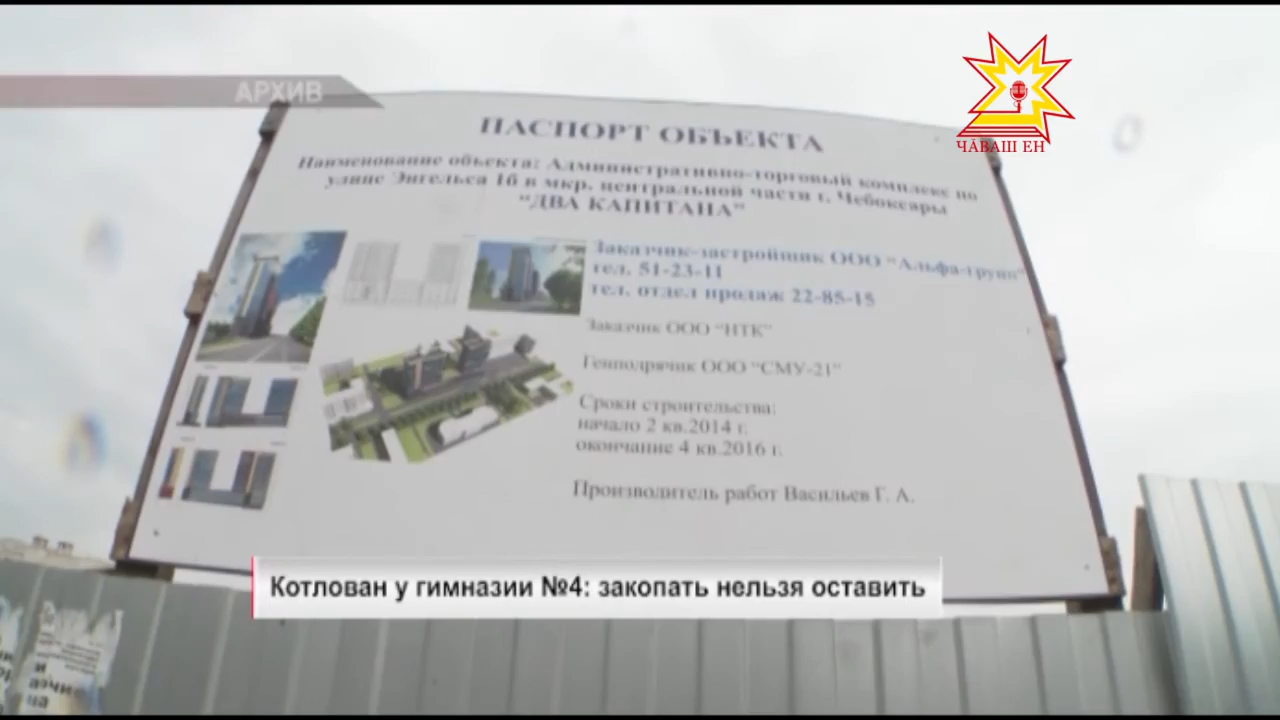 АРХИВ
ЧӐВАШ ЕН
ПАСПОРТ ОБЪЕКТА
Наименование объекта: Административно-торговый комплекс по
улице Энгельса 1б в мкр. центральной части г. Чебоксары
"ДВА КАПИТАНА"
Заказчик-застройщик ООО "Альфа-групп"
тел. 51-23-11
тел. отдел продаж 22-85-15
Заказчик ООО "НТК"
Генподрячик ООО "СМУ-21"
Сроки строительства:
начало 2 кв.2014 г.
окончание 4 кв.2016 г.
Производитель работ Васильев Г. А.
Котлован у гимназии №4: закопать нельзя оставить